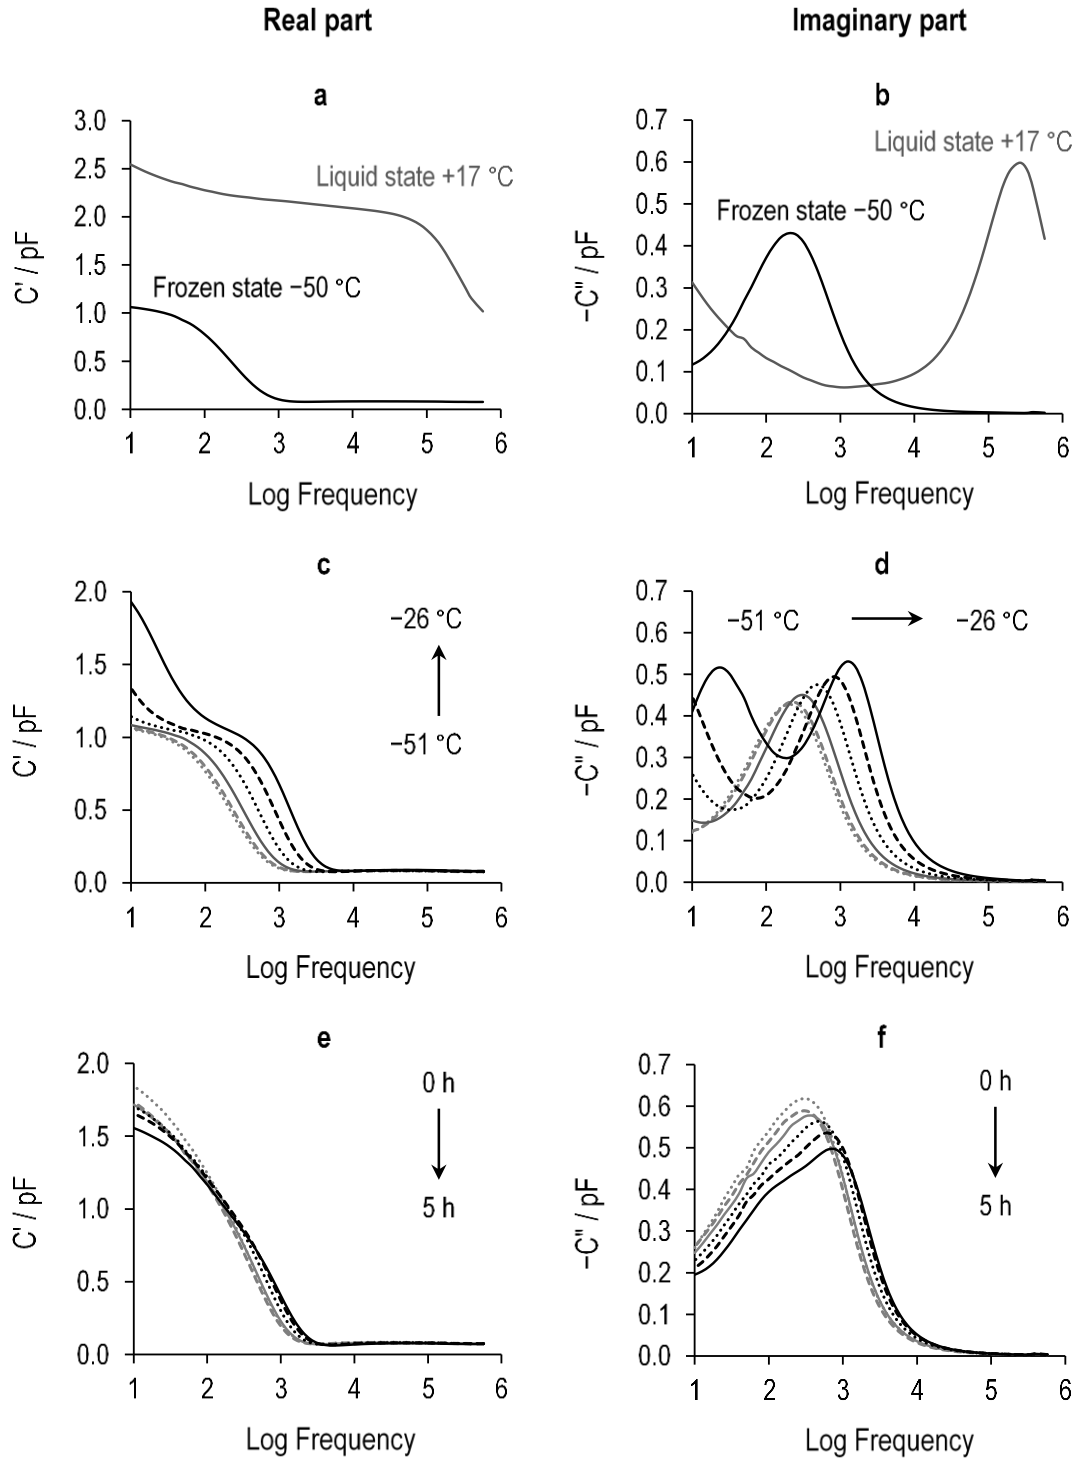 Real part
Imaginary part
a
b
3.0
2.5
2.0
1.5
1.0
0.5
0.0
C' / pF
Liquid state +17 °C
Frozen state −50 °C
1 2 3 4 5 6
Log Frequency
0.7
0.6
0.5
0.4
0.3
0.2
0.1
0.0
−C" / pF
Liquid state +17 °C
Frozen state −50 °C
1 2 3 4 5 6
Log Frequency
c
d
2.0
1.5
1.0
0.5
0.0
C' / pF
−26 °C
−51 °C
1 2 3 4 5 6
Log Frequency
0.7
0.6
0.5
0.4
0.3
0.2
0.1
0.0
−C" / pF
−51 °C
−26 °C
1 2 3 4 5 6
Log Frequency
e
f
2.0
1.5
1.0
0.5
0.0
C' / pF
0 h
5 h
1 2 3 4 5 6
Log Frequency
0.7
0.6
0.5
0.4
0.3
0.2
0.1
0.0
−C" / pF
0 h
5 h
1 2 3 4 5 6
Log Frequency